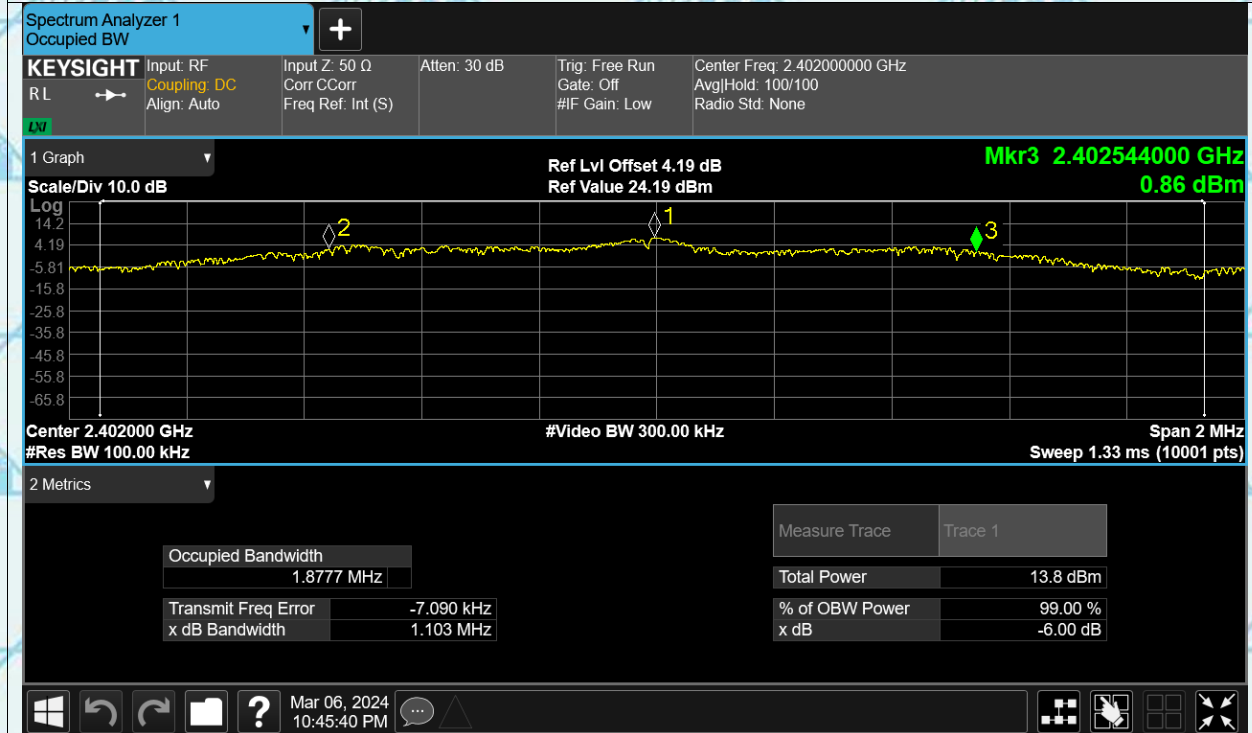 Spectrum Analyzer 1
Occupied BW
KEYSIGHT
RL
LXI
Input: RF
Coupling: DC
Align: Auto
Input Z: 50 Ω
Corr CCorr
Freq Ref: Int (S)
Atten: 30 dB
Trig: Free Run
Gate: Off
#IF Gain: Low
Center Freq: 2.402000000 GHz
Avg|Hold: 100/100
Radio Std: None
1 Graph
Scale/Div 10.0 dB
Ref Lvl Offset 4.19 dB
Ref Value 24.19 dBm
Mkr3 2.402544000 GHz
0.86 dBm
Log
14.2
4.19
-5.81
-15.8
-25.8
-35.8
-45.8
-55.8
-65.8
2
1
3
Center 2.402000 GHz
#Res BW 100.00 kHz
#Video BW 300.00 kHz
Span 2 MHz
Sweep 1.33 ms (10001 pts)
2 Metrics
Occupied Bandwidth
1.8777 MHz
Transmit Freq Error -7.090 kHz
x dB Bandwidth 1.103 MHz
Measure Trace Trace 1
Total Power 13.8 dBm
% of OBW Power 99.00 %
x dB -6.00 dB
?
Mar 06, 2024
10:45:40 PM